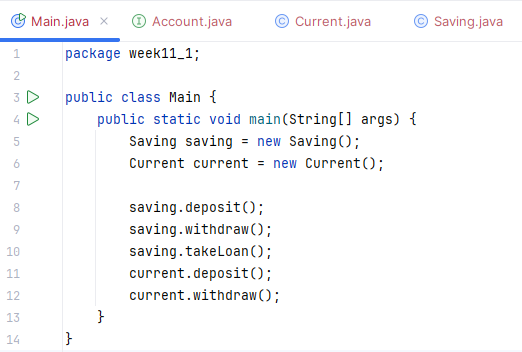 Main.java × Account.java Current.java Saving.java
1 package week11_1;
2
3 public class Main {
4 public static void main(String[] args) {
5 Saving saving = new Saving();
6 Current current = new Current();
7
8 saving.deposit();
9 saving.withdraw();
10 saving.takeLoan();
11 current.deposit();
12 current.withdraw();
13 }
14 }